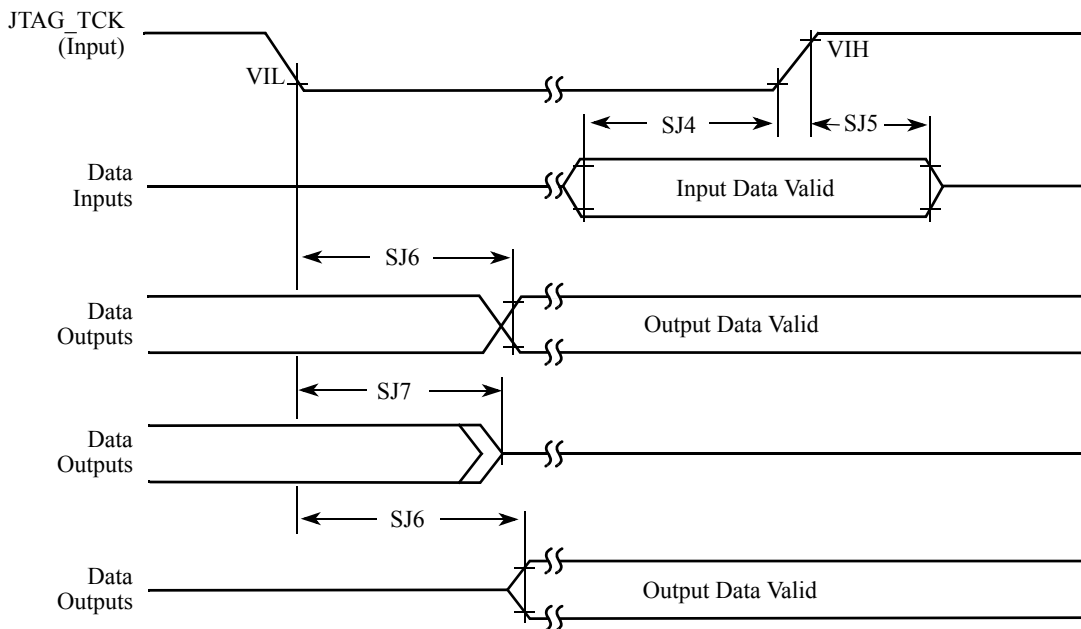 JTAG_TCK
(Input)
VIL
VIH
SJ4
SJ5
Data
Inputs
Input Data Valid
SJ6
Data
Outputs
Output Data Valid
SJ7
Data
Outputs
SJ6
Data
Outputs
Output Data Valid